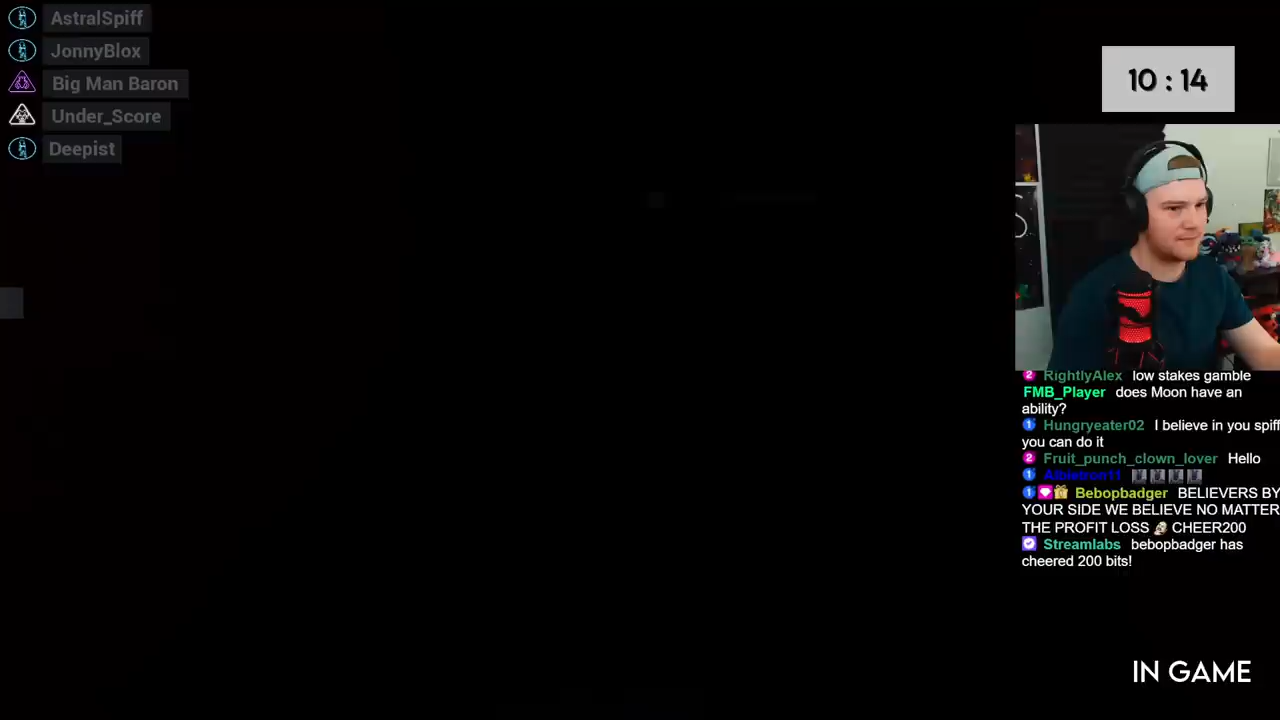 AstralSpiff
JonnyBlox
Big Man Baron
Under_Score
Deepist
10 : 14
RightlyAlex low stakes gamble
FMB_Player does Moon have an
ability?
Hungryeater02 I believe in you spiff
you can do it
Fruit_punch_clown_lover Hello
Albietron11
Bebopbadger BELIEVERS BY
YOUR SIDE WE BELIEVE NO MATTER
THE PROFIT LOSS CHEER200
Streamlabs bebopbadger has
cheered 200 bits!
IN GAME